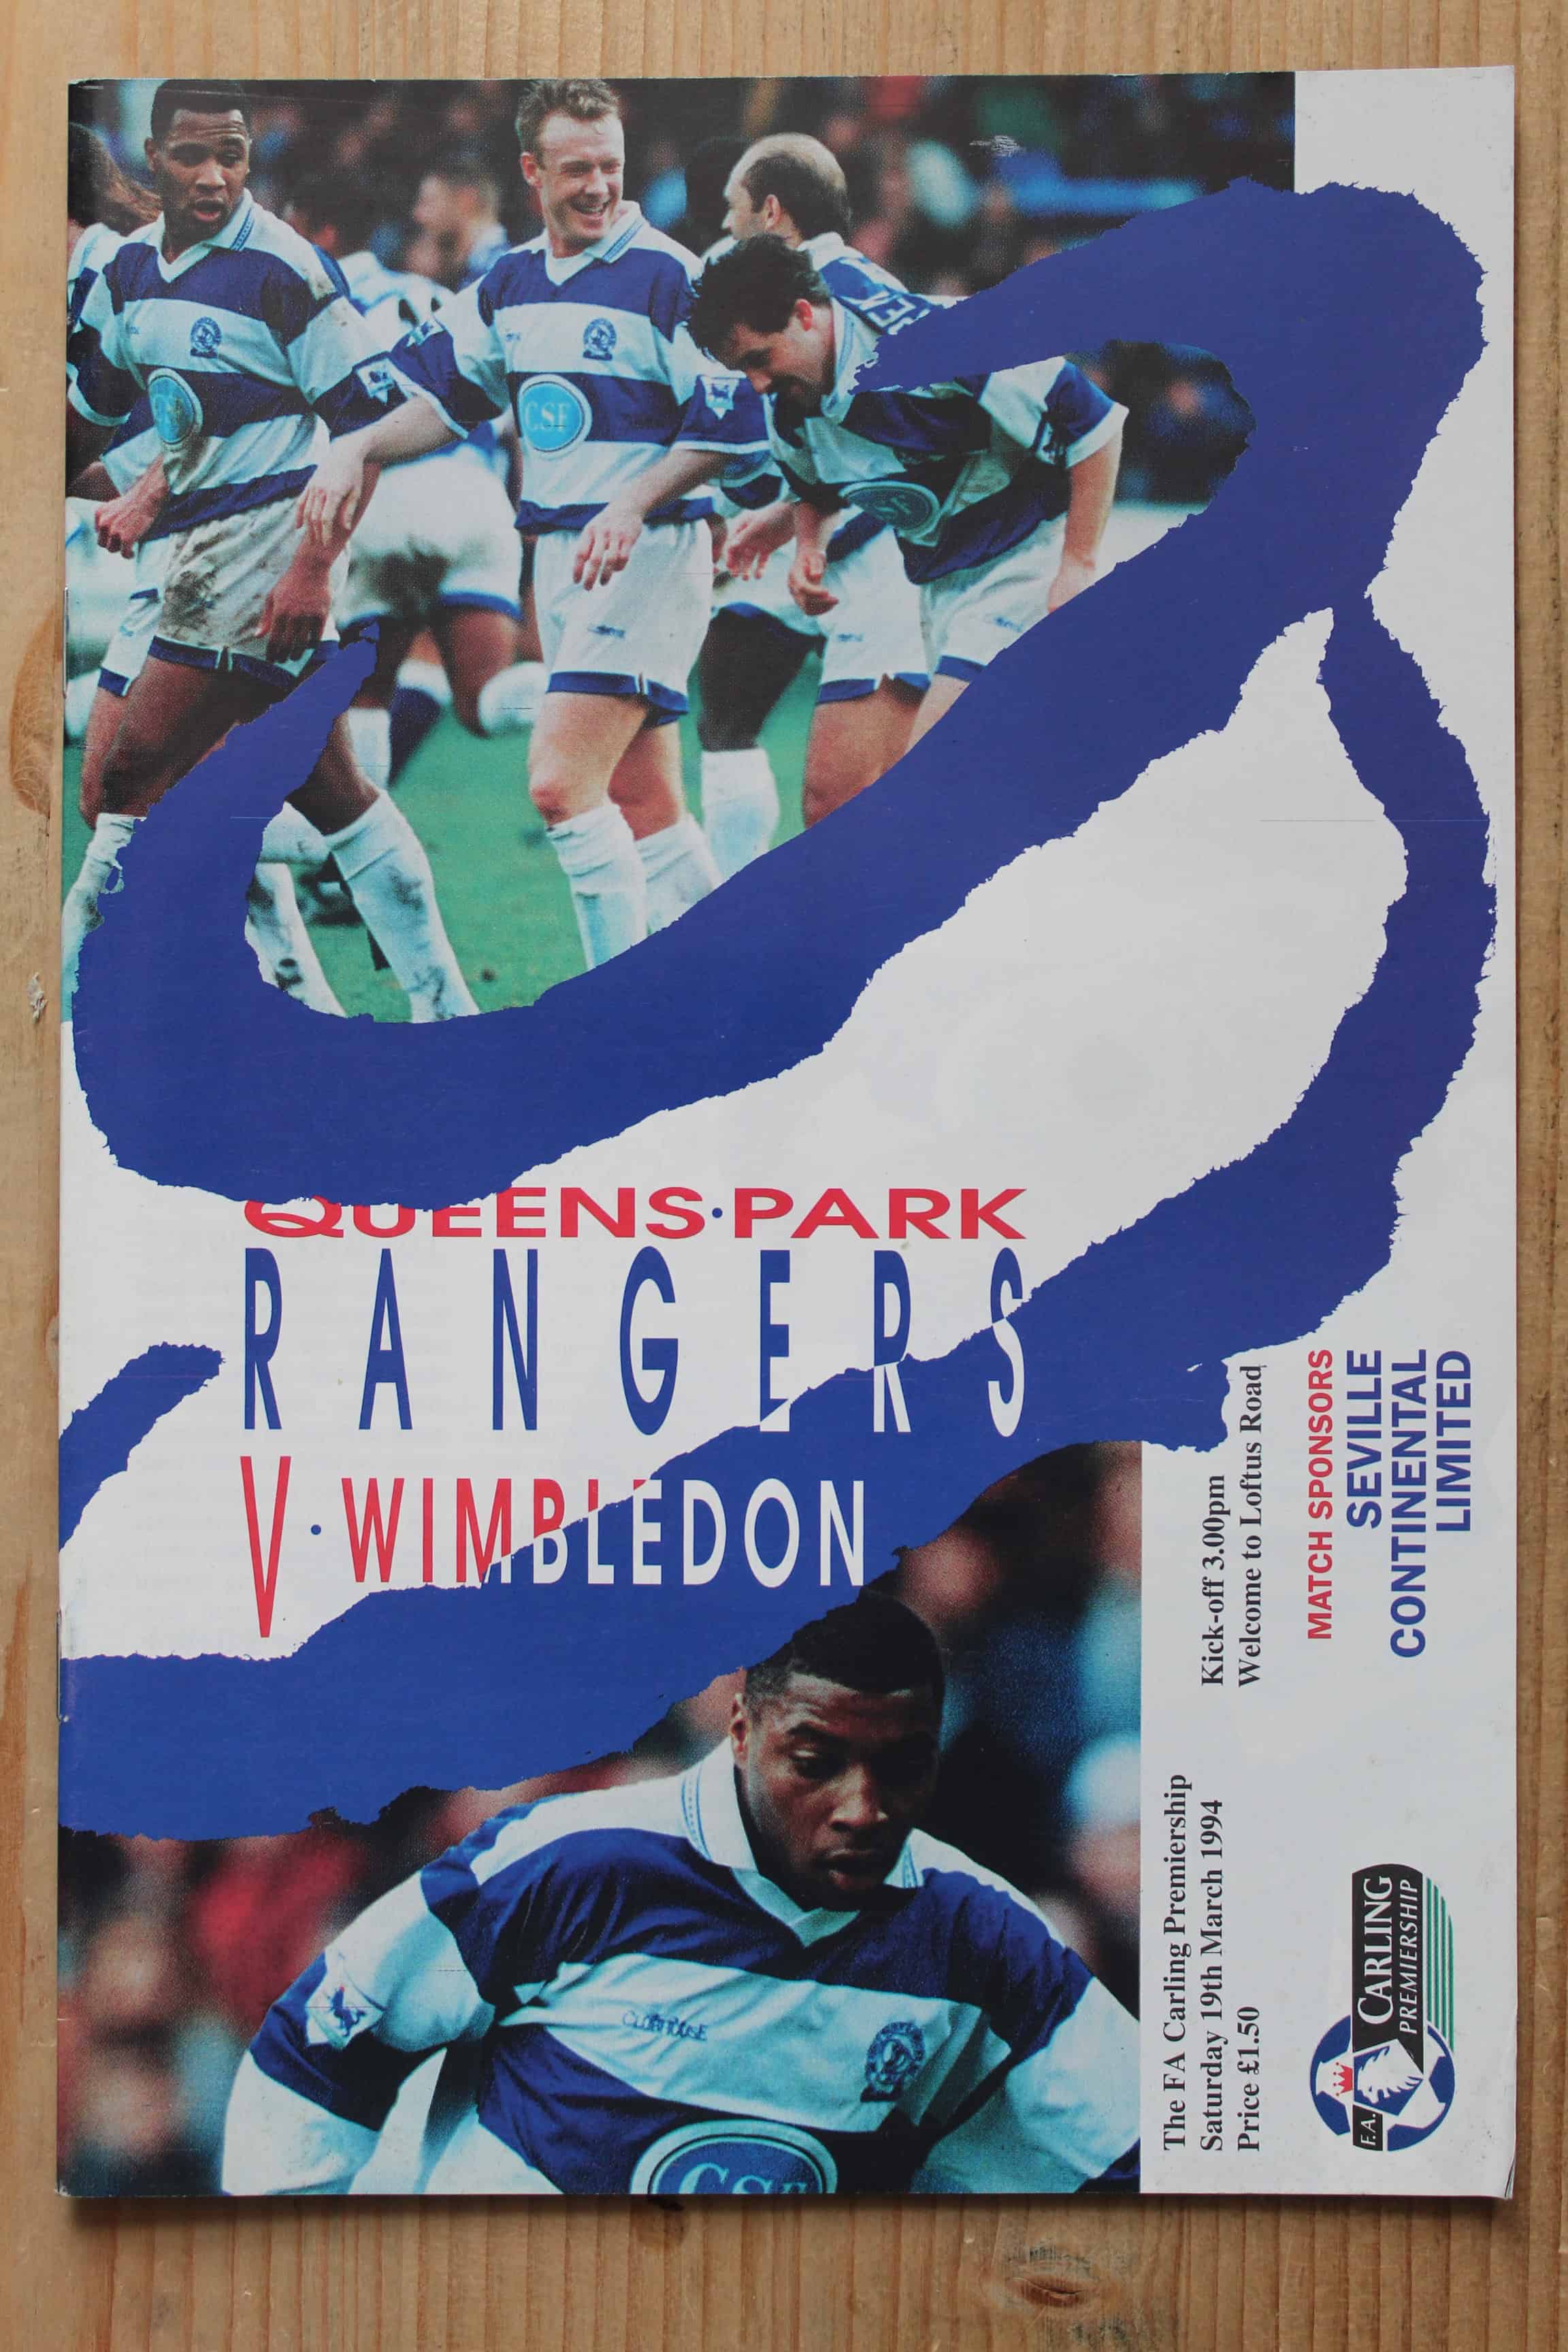 QUEENS·PARK
RANGERS
V·WIMBLEDON
The FA Carling Premiership
Saturday 19th March 1994
Price £1.50
Kick-off 3.00pm
Welcome to Loftus Road
MATCH SPONSORS
SEVILLE
CONTINENTAL
LIMITED
F.A.
CARLING
PREMIERSHIP
CSF
CLUBHOUSE
CSF